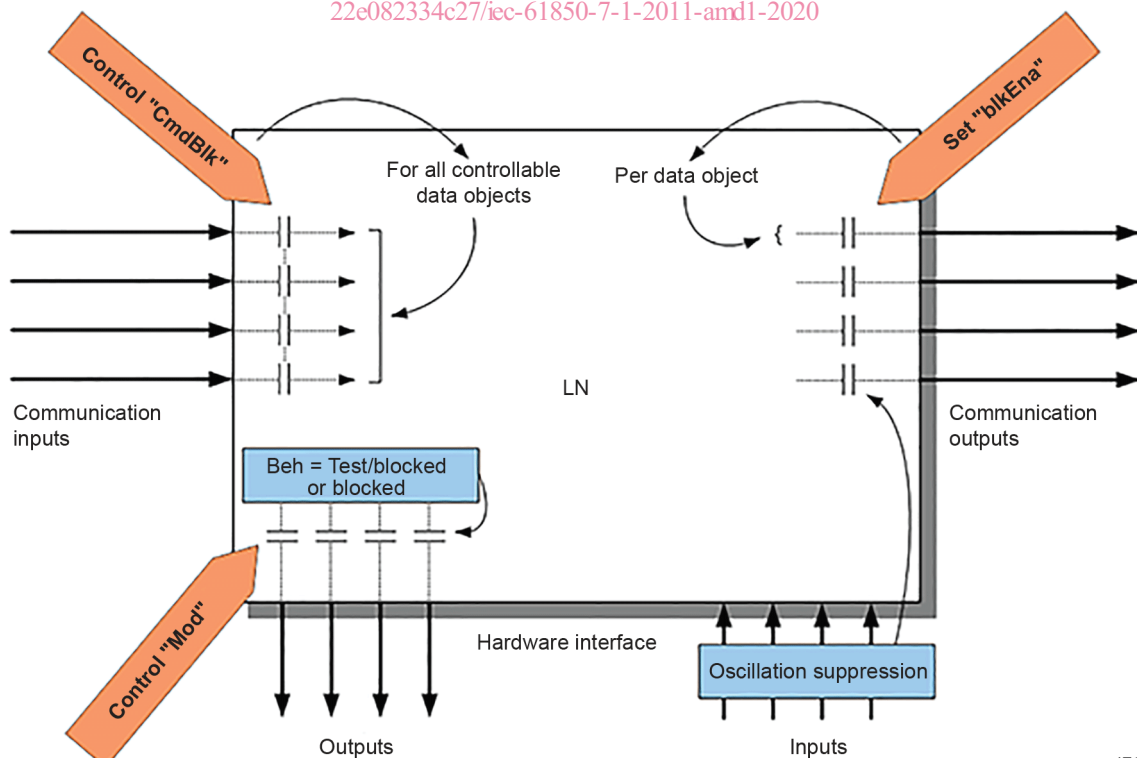 22e082334c27/iec-61850-7-1-2011-amd1-2020
Control "CmdBlk"
Set "blkEna"
For all controllable
data objects
Per data object
{
LN
Communication
inputs
Communication
outputs
Beh = Test/blocked
or blocked
Control "Mod"
Hardware interface
Oscillation suppression
Outputs
Inputs